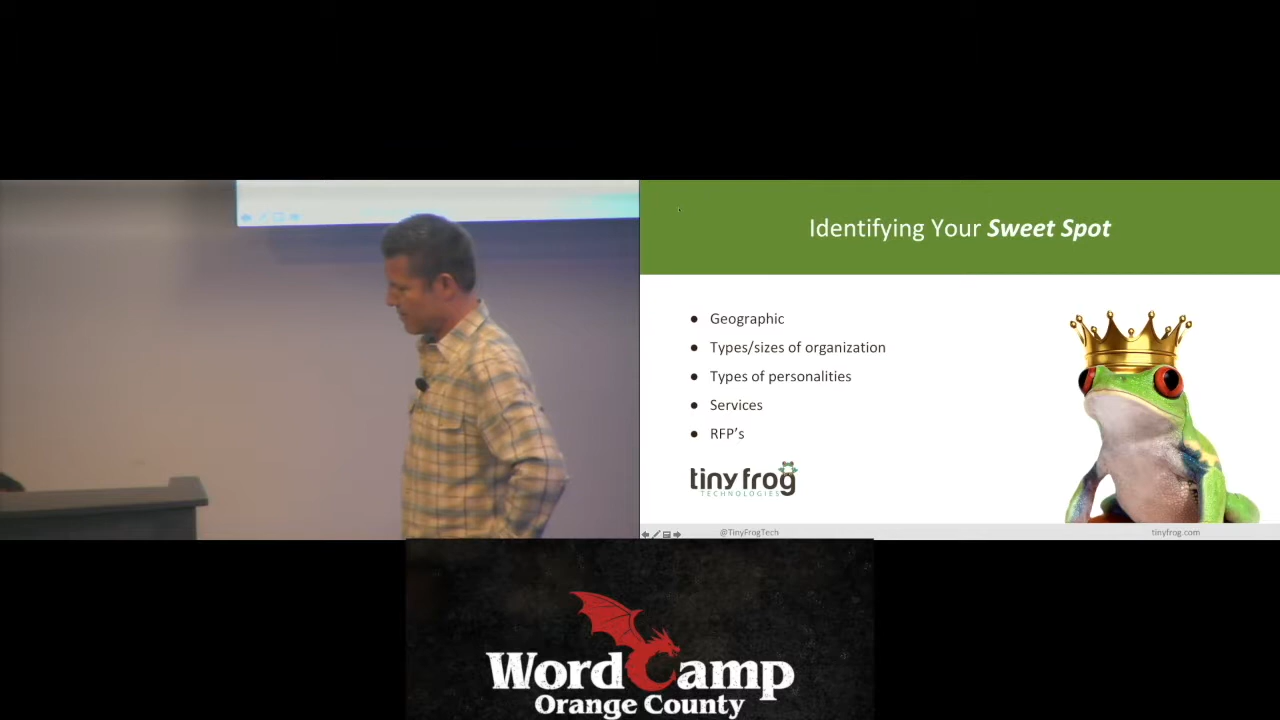 Identifying Your Sweet Spot
● Geographic
● Types/sizes of organization
● Types of personalities
● Services
● RFP's
tiny frog
TECHNOLOGIES
@TinyFrogTech
tinyfrog.com
WordCamp
Orange County